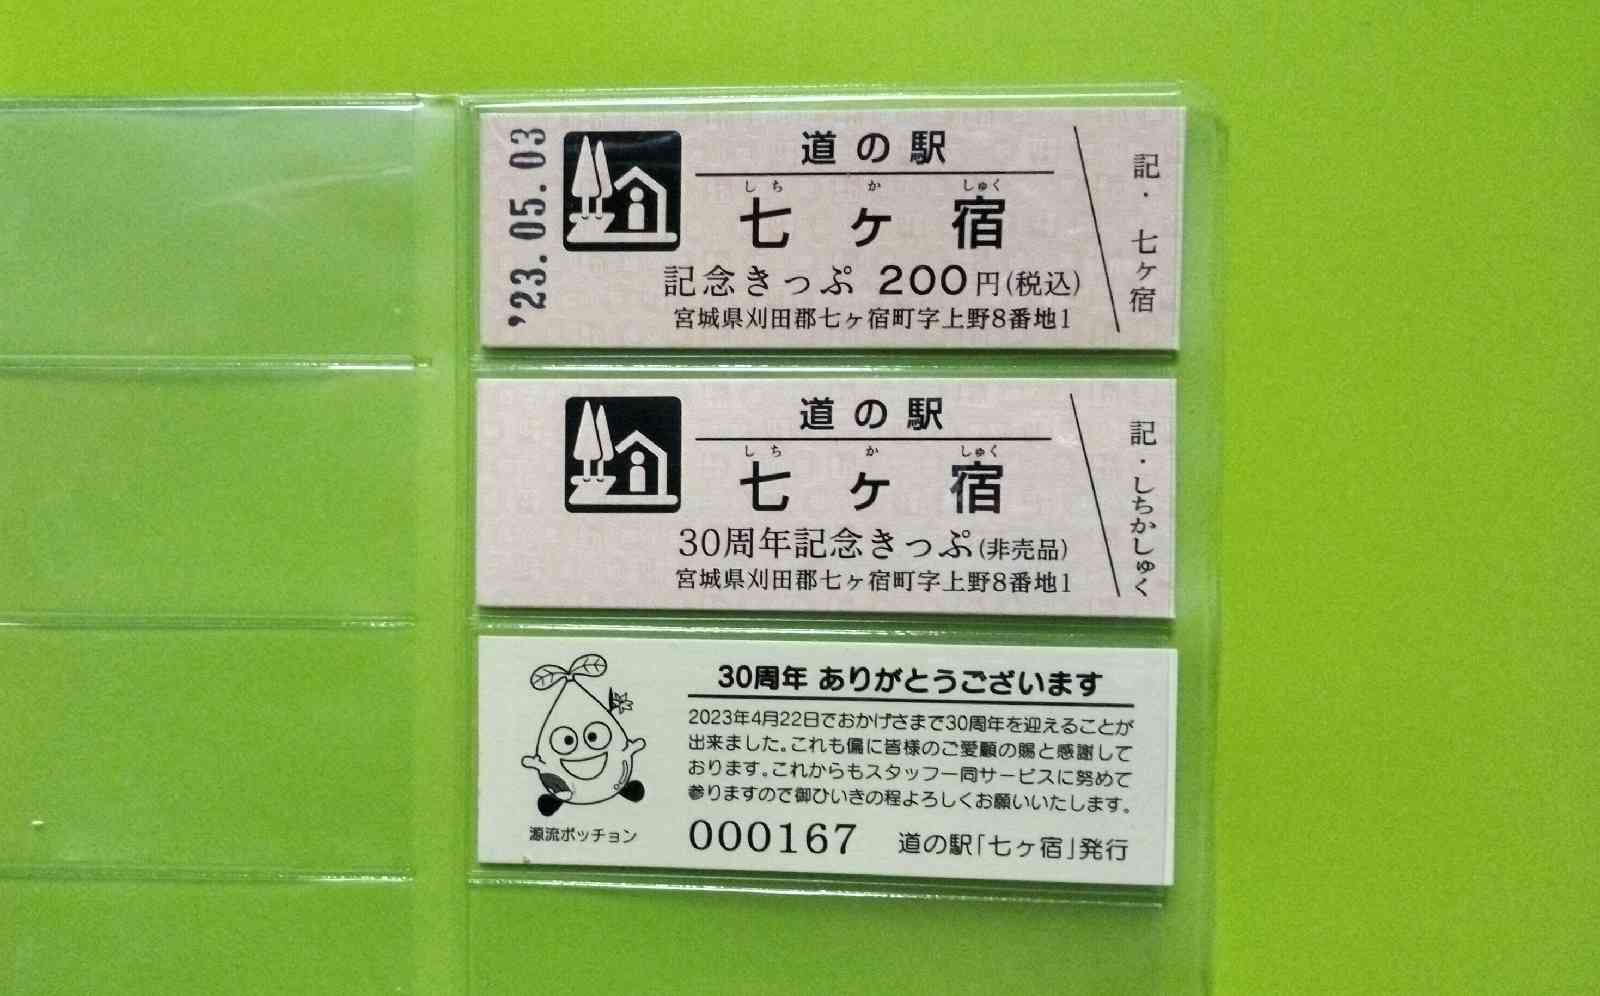 '23.05.03
道の駅
しち か しゅく
七ヶ宿
記念きっぷ 200円(税込)
宮城県刈田郡七ヶ宿町字上野8番地1
記・七ヶ宿
道の駅
しち か しゅく
七ヶ宿
30周年記念きっぷ(非売品)
宮城県刈田郡七ヶ宿町字上野8番地1
記・しちかしゅく
30周年 ありがとうございます
2023年4月22日でおかげさまで30周年を迎えることが
出来ました。これも偏に皆様のご愛顧の賜と感謝して
おります。これからもスタッフ一同サービスに努めて
参りますので御ひいきの程よろしくお願いいたします。
源流ポッチョン
000167
道の駅「七ヶ宿」発行